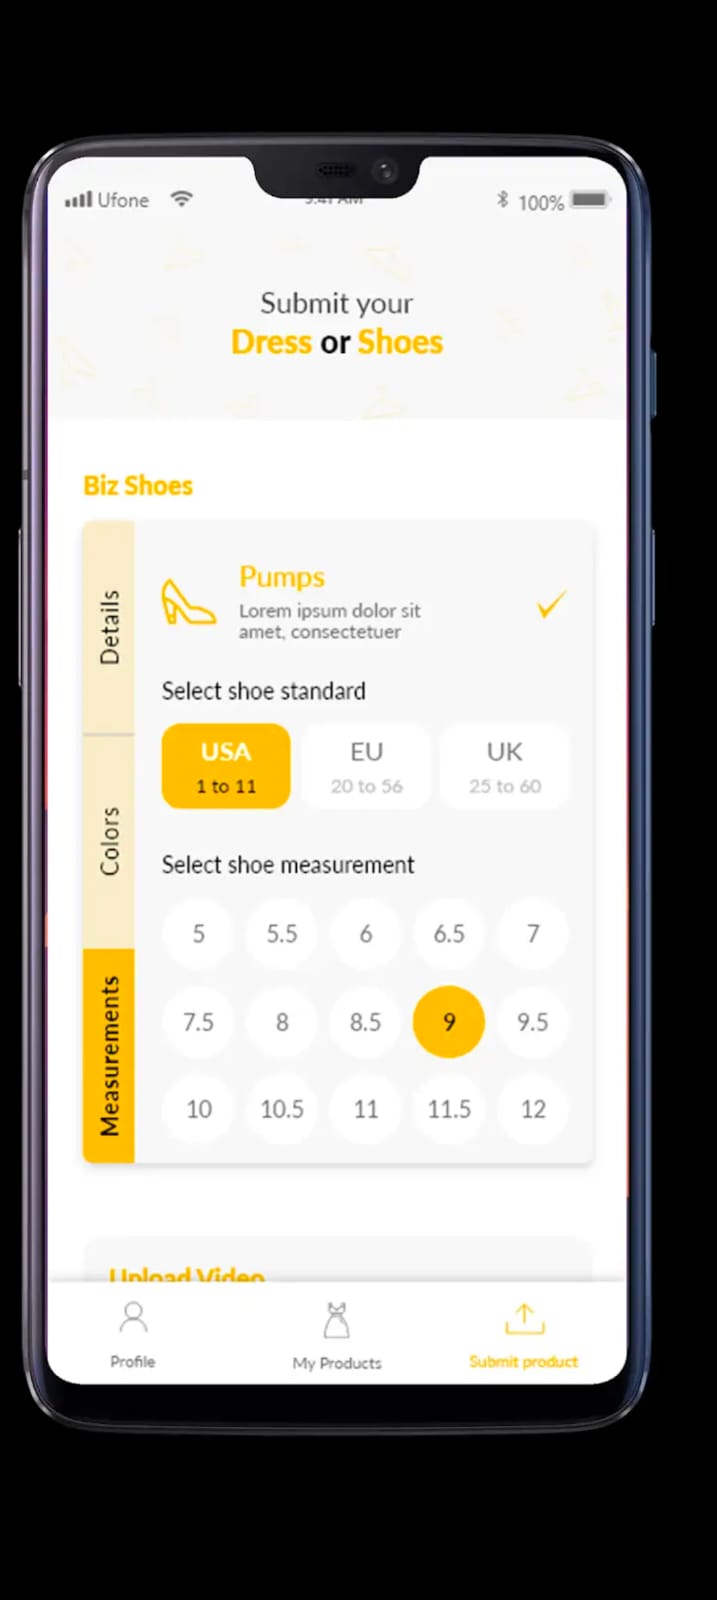 Ufone
100%
Submit your
Dress or Shoes
Biz Shoes
Details
Colors
Measurements
Pumps
Lorem ipsum dolor sit
amet, consectetuer
Select shoe standard
USA EU UK
1 to 11 20 to 56 25 to 60
Select shoe measurement
5 5.5 6 6.5 7
7.5 8 8.5 9 9.5
10 10.5 11 11.5 12
Upload Video
Profile My Products Submit product